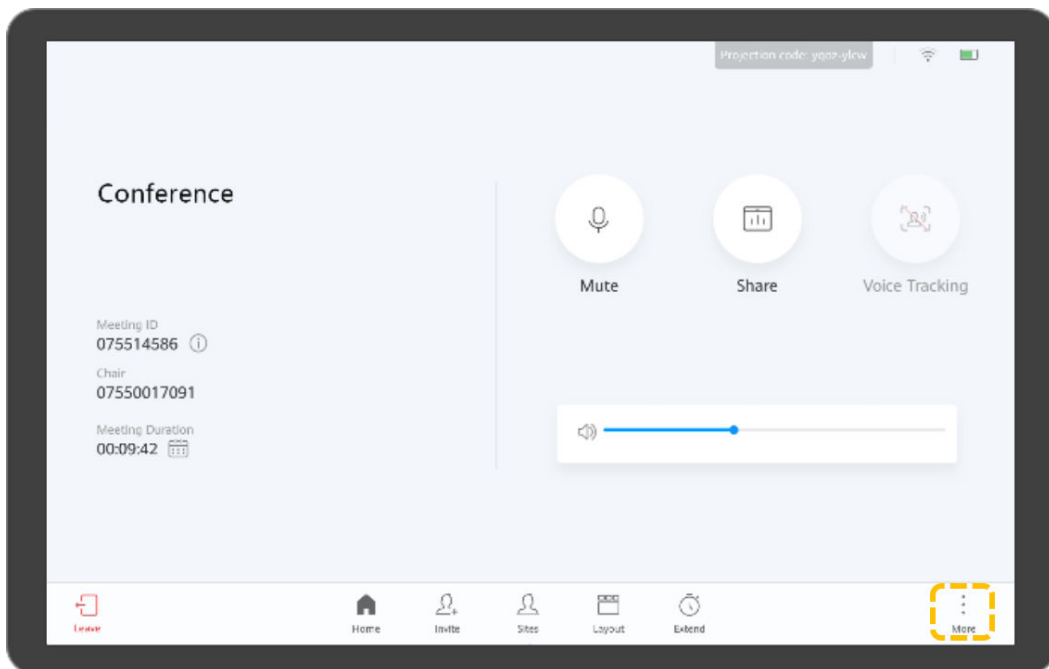 Projection code: yqoz-ylcw
Conference
Mute
Share
Voice Tracking
Meeting ID
075514586
Chair
07550017091
Meeting Duration
00:09:42
Leave
Home
Invite
Sites
Layout
Extend
More